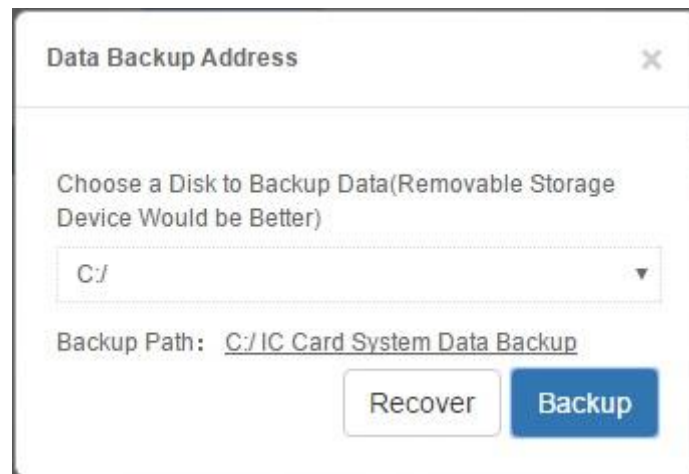 Data Backup Address ×
Choose a Disk to Backup Data(Removable Storage
Device Would be Better)
C:/
Backup Path： C:/ IC Card System Data Backup
Recover Backup